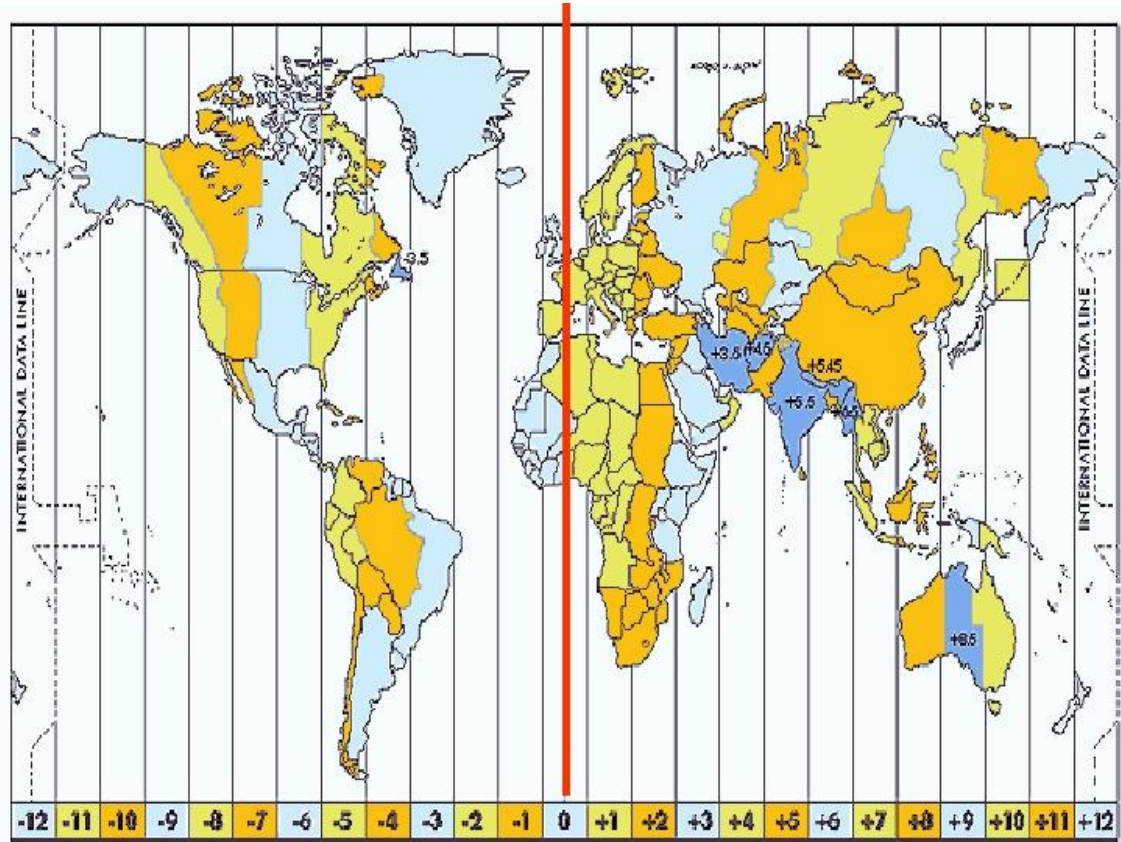 -3.5
INTERNATIONAL DATA LINE
INTERNATIONAL DATA LINE
+3.5
+4.5
+5.45
+5.5
-12 -11 -10 -9 -8 -7 -6 -5 -4 -3 -2 -1 0 +1 +2 +3 +4 +5 +6 +7 +8 +9 +10 +11 +12